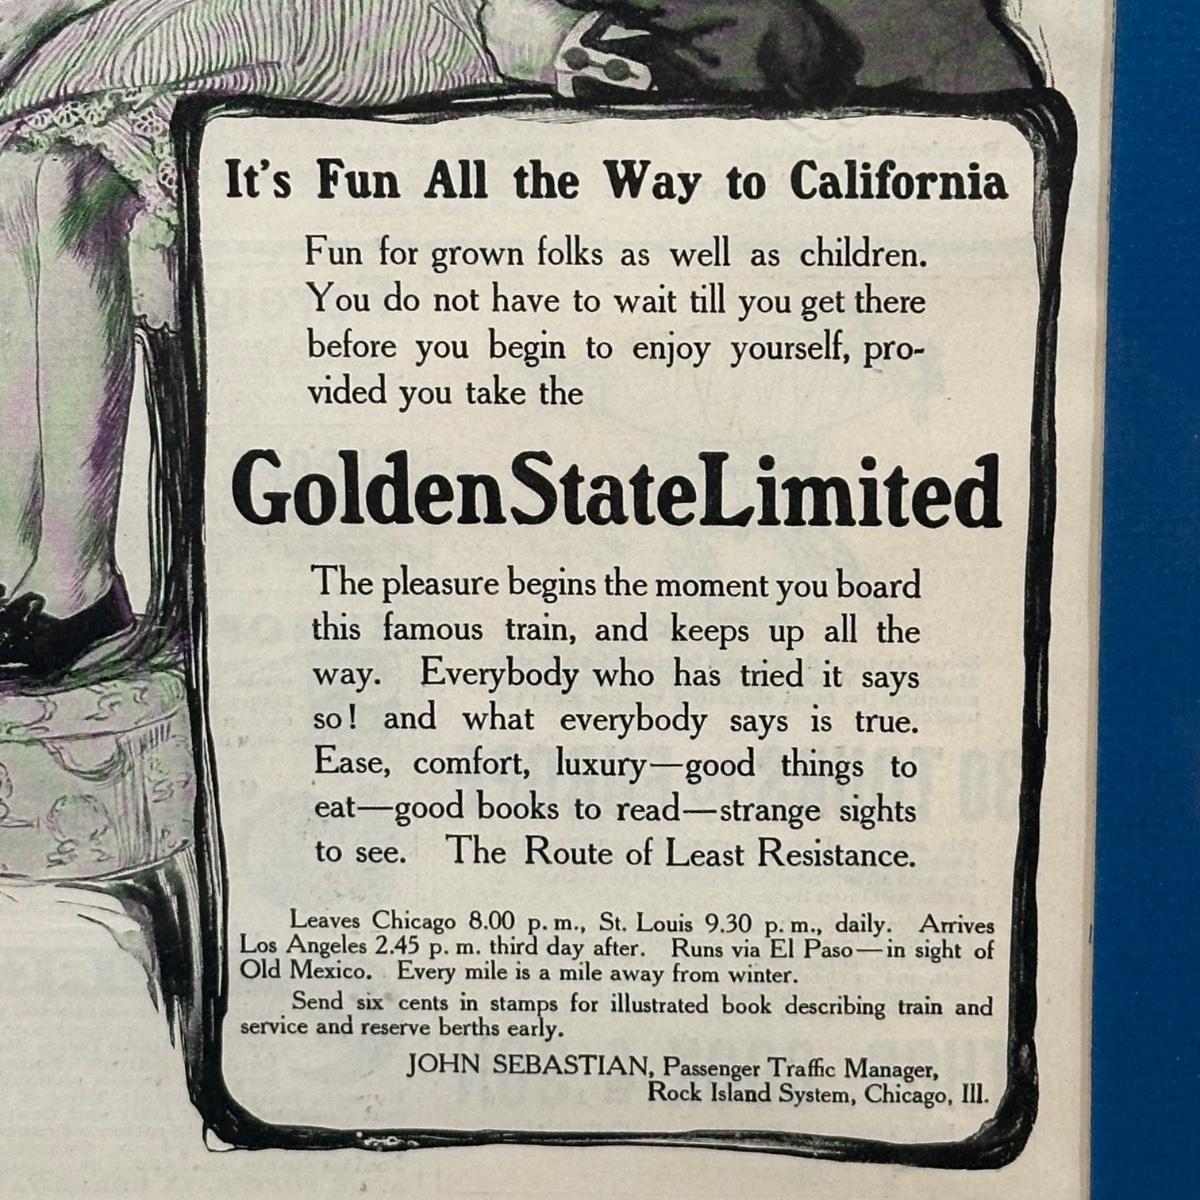 It's Fun All the Way to California
Fun for grown folks as well as children.
You do not have to wait till you get there
before you begin to enjoy yourself, pro-
vided you take the
Golden State Limited
The pleasure begins the moment you board
this famous train, and keeps up all the
way. Everybody who has tried it says
so! and what everybody says is true.
Ease, comfort, luxury—good things to
eat—good books to read—strange sights
to see. The Route of Least Resistance.
Leaves Chicago 8.00 p. m., St. Louis 9.30 p. m., daily. Arrives
Los Angeles 2.45 p. m. third day after. Runs via El Paso—in sight of
Old Mexico. Every mile is a mile away from winter.
Send six cents in stamps for illustrated book describing train and
service and reserve berths early.
JOHN SEBASTIAN, Passenger Traffic Manager,
Rock Island System, Chicago, Ill.